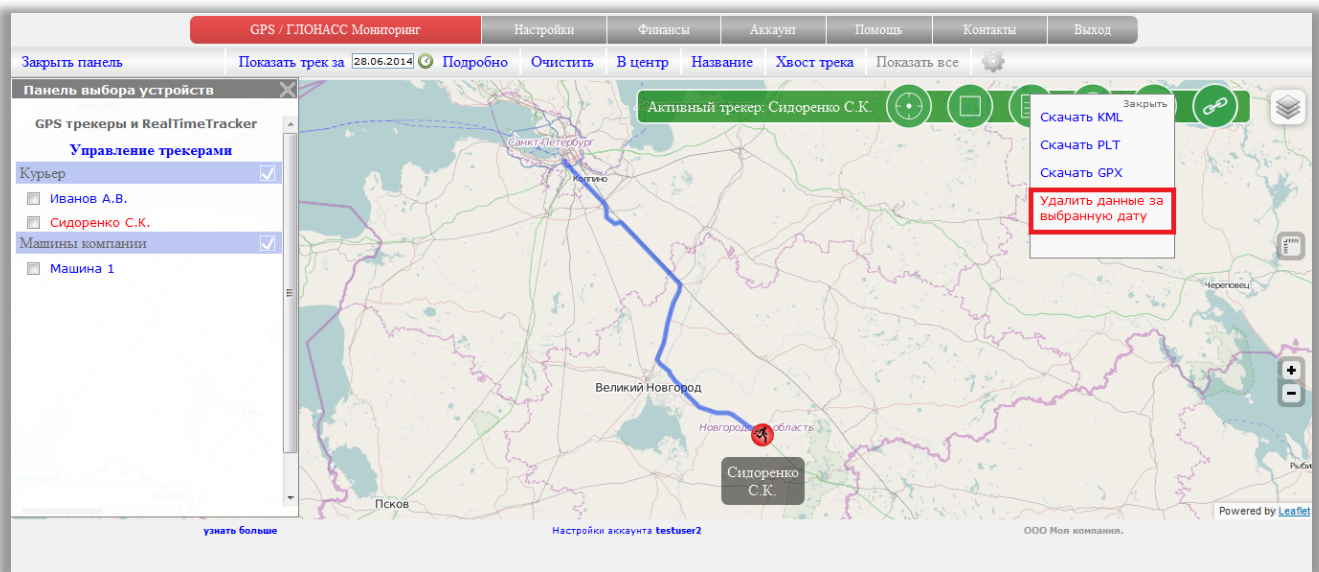 GPS / ГЛОНАСС Мониторинг Настройки Финансы Аккаунт Помощь Контакты Выход
Закрыть панель Показать трек за 28.06.2014 Подробно Очистить В центр Название Хвост трека Показать все
Панель выбора устройств
GPS трекеры и RealTimeTracker
Управление трекерами
Курьер
Иванов А.В.
Сидоренко С.К.
Машины компании
Машина 1
Активный трекер: Сидоренко С.К.
Закрыть
Скачать KML
Скачать PLT
Скачать GPX
Удалить данные за
выбранную дату
Санкт-Петербург
Колпино
Череповец
Великий Новгород
область
Сидоренко
С.К.
Псков
+
-
Powered by Leaflet
узнать больше Настройки аккаунта testuser2 ООО Моя компания.